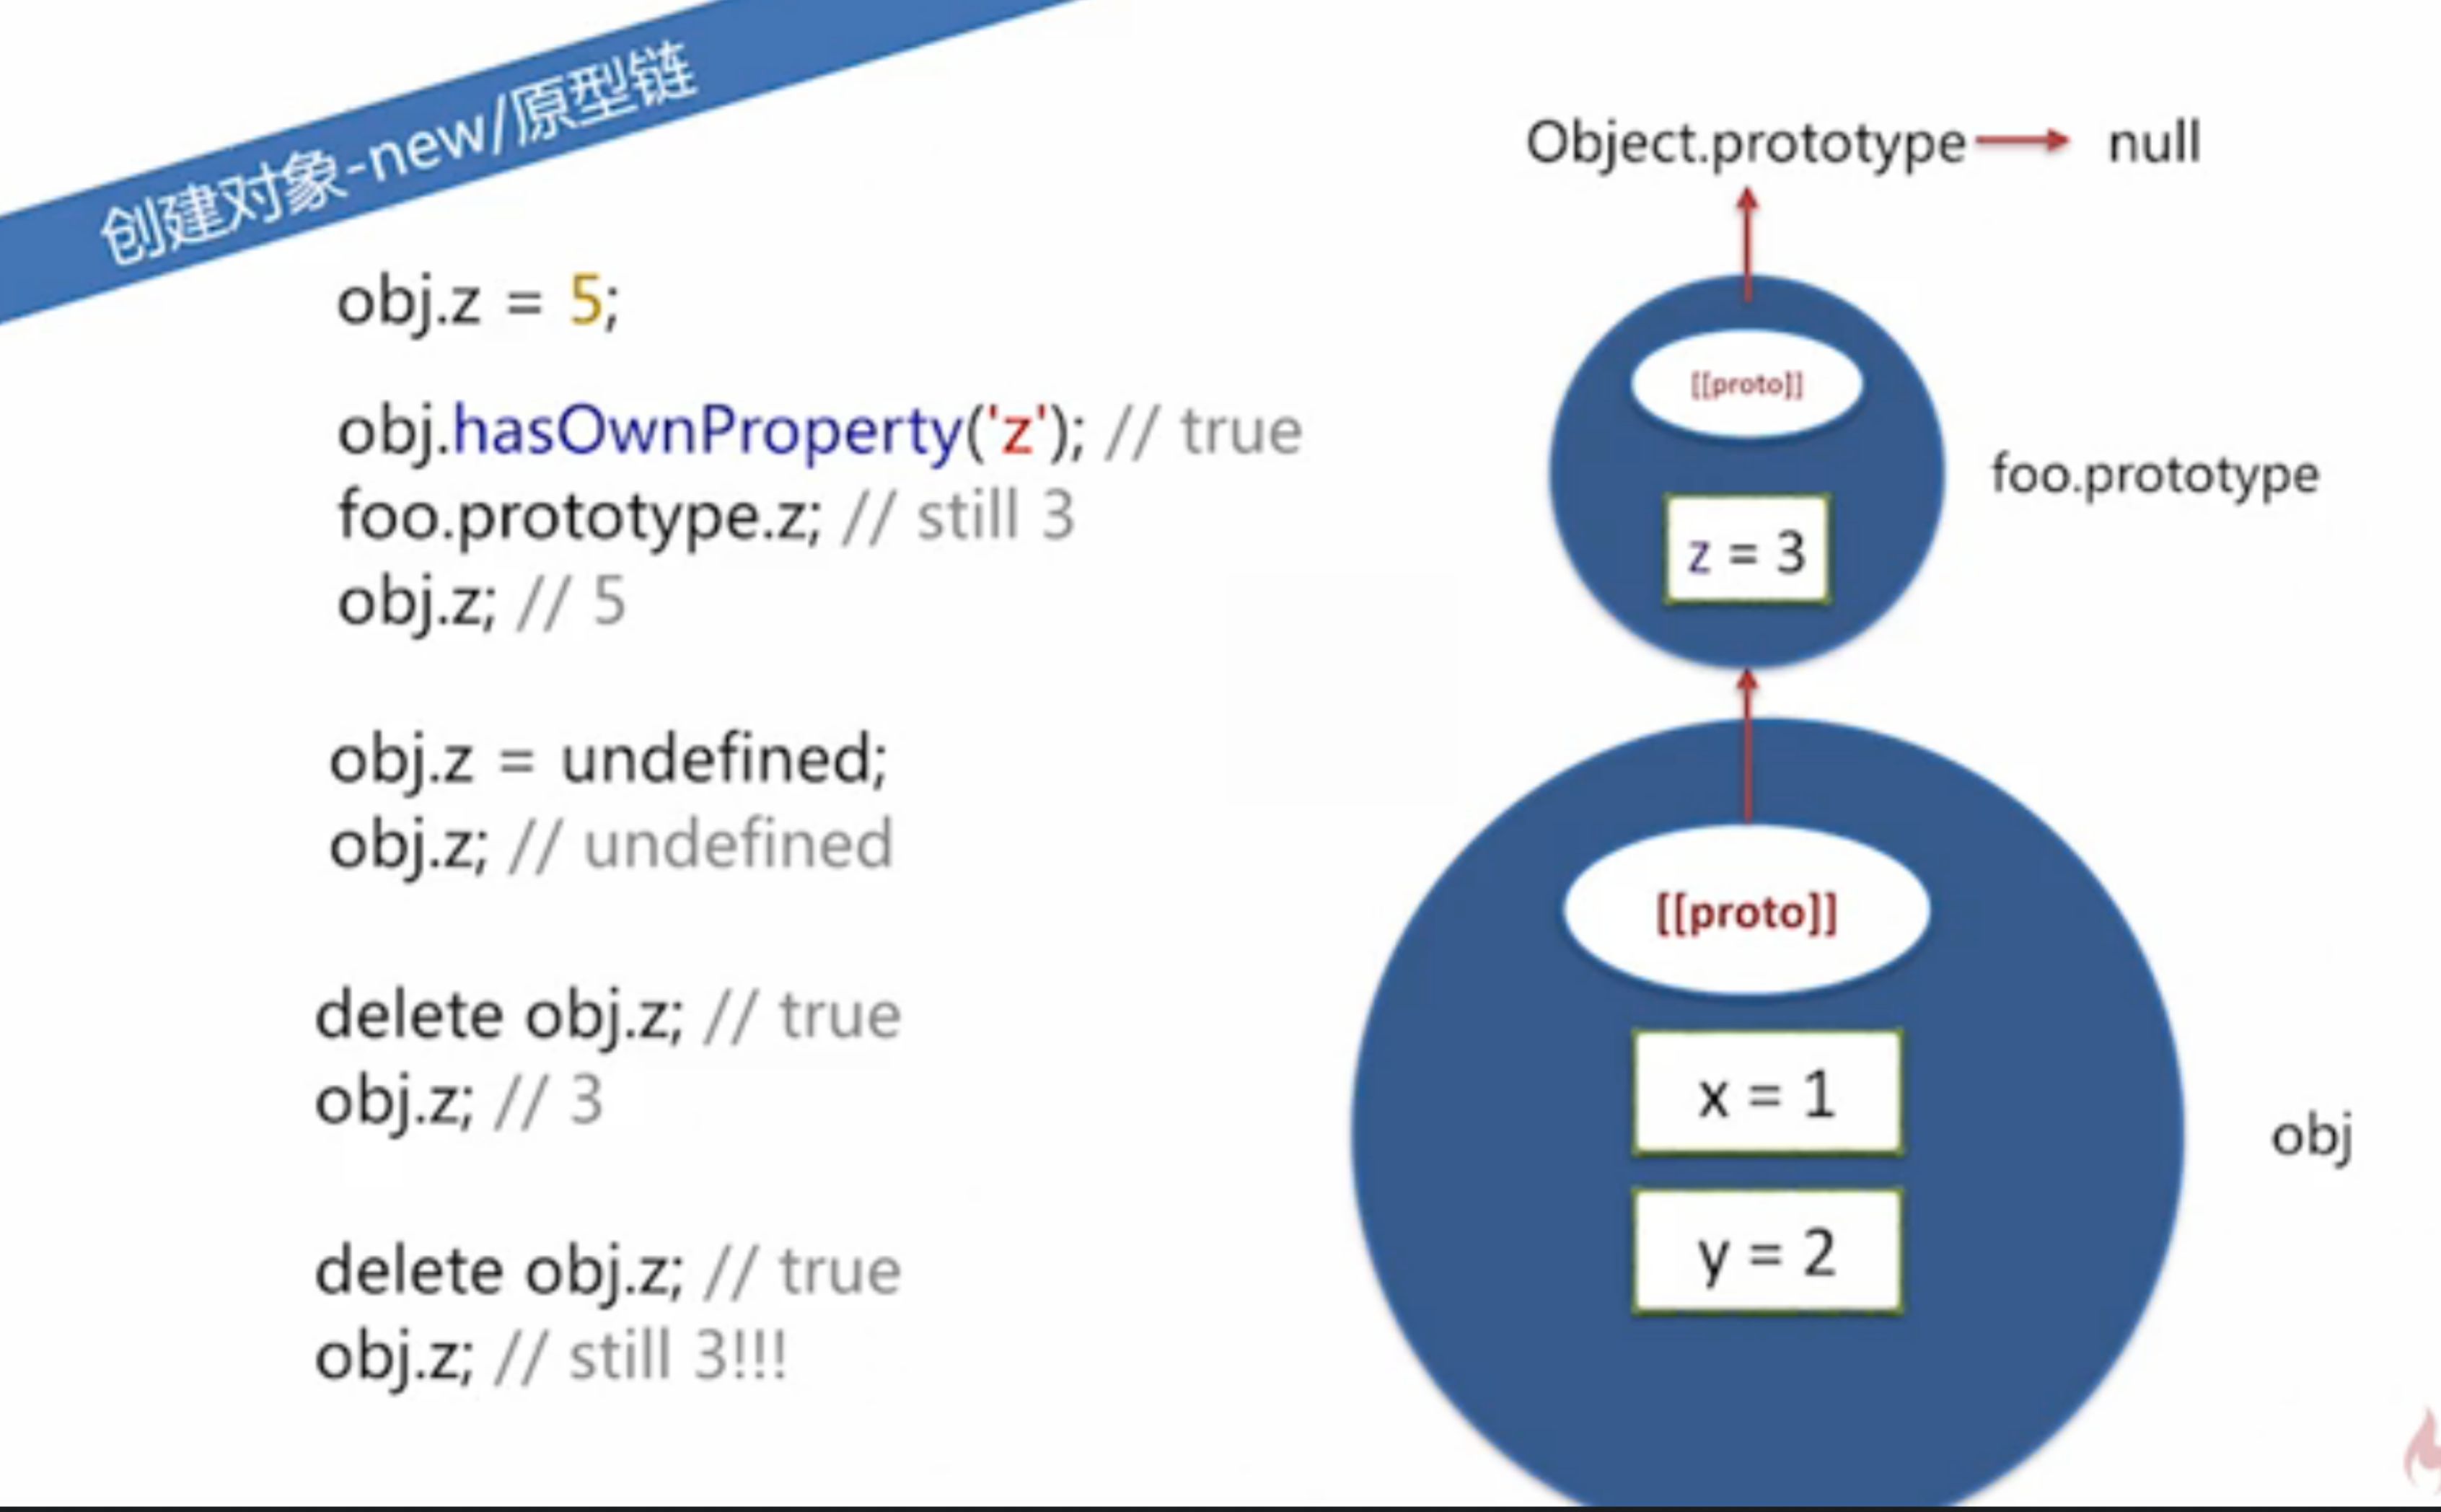 创建对象-new/原型链
obj.z = 5;
obj.hasOwnProperty('z'); // true
foo.prototype.z; // still 3
obj.z; // 5
obj.z = undefined;
obj.z; // undefined
delete obj.z; // true
obj.z; // 3
delete obj.z; // true
obj.z; // still 3!!!
Object.prototype
null
[[proto]]
z = 3
foo.prototype
[[proto]]
x = 1
y = 2
obj